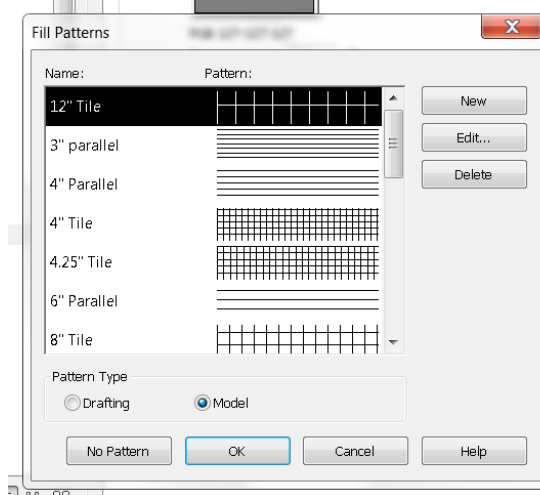 Fill Patterns
Name: Pattern:
12" Tile
3" parallel
4" Parallel
4" Tile
4.25" Tile
6" Parallel
8" Tile
New
Edit...
Delete
Pattern Type
Drafting Model
No Pattern OK Cancel Help